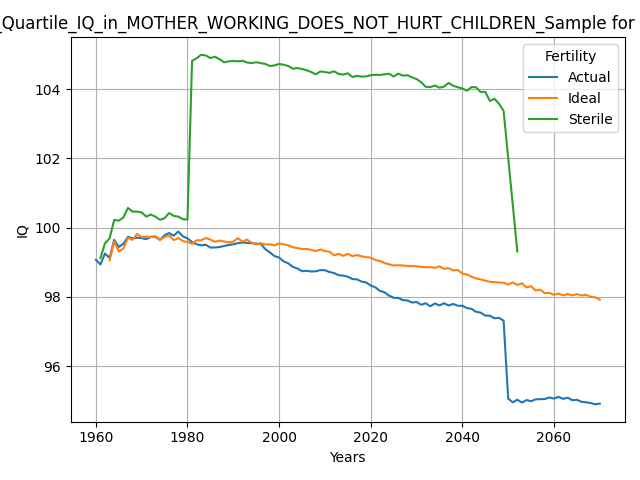 _Quartile_IQ_in_MOTHER_WORKING_DOES_NOT_HURT_CHILDREN_Sample for
Fertility
Actual
Ideal
Sterile
IQ
104
102
100
98
96
1960
1980
2000
2020
2040
2060
Years